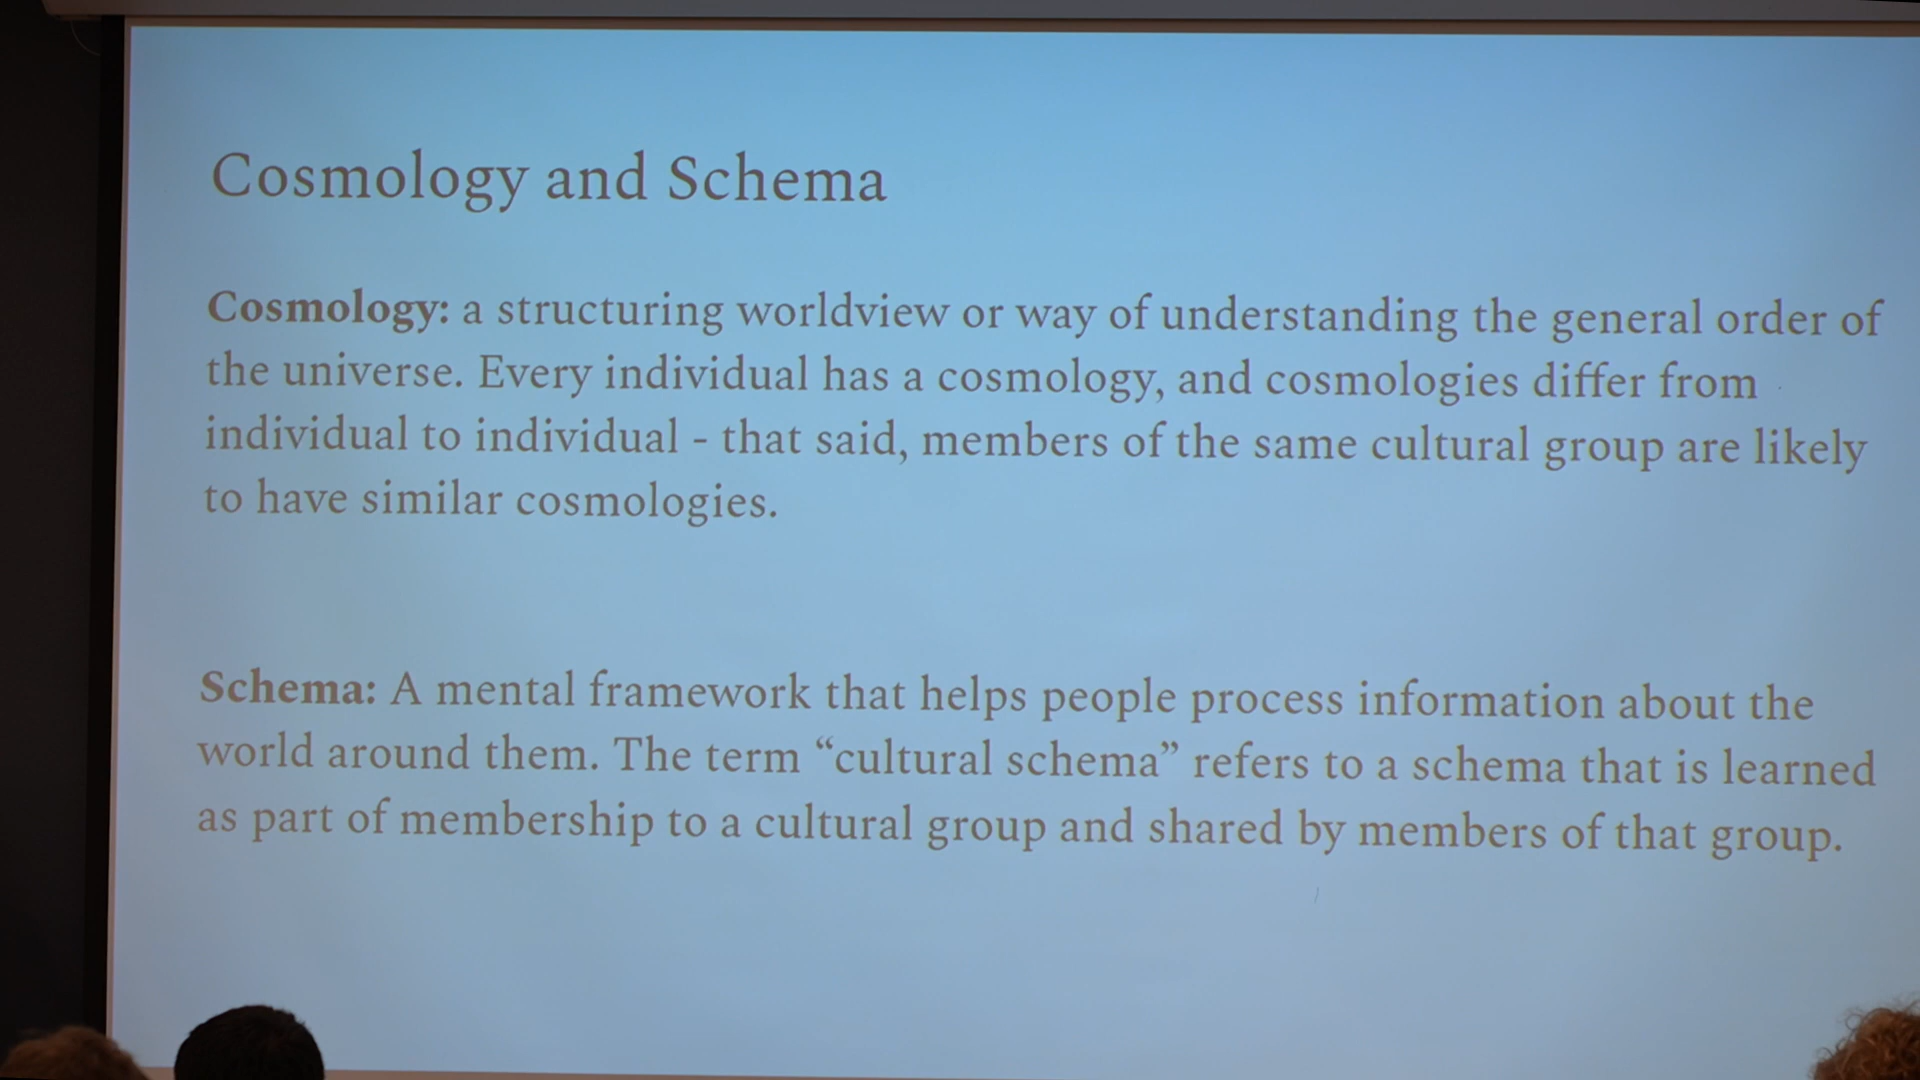 Cosmology and Schema
Cosmology: a structuring worldview or way of understanding the general order of
the universe. Every individual has a cosmology, and cosmologies differ from
individual to individual - that said, members of the same cultural group are likely
to have similar cosmologies.
Schema: A mental framework that helps people process information about the
world around them. The term “cultural schema” refers to a schema that is learned
as part of membership to a cultural group and shared by members of that group.